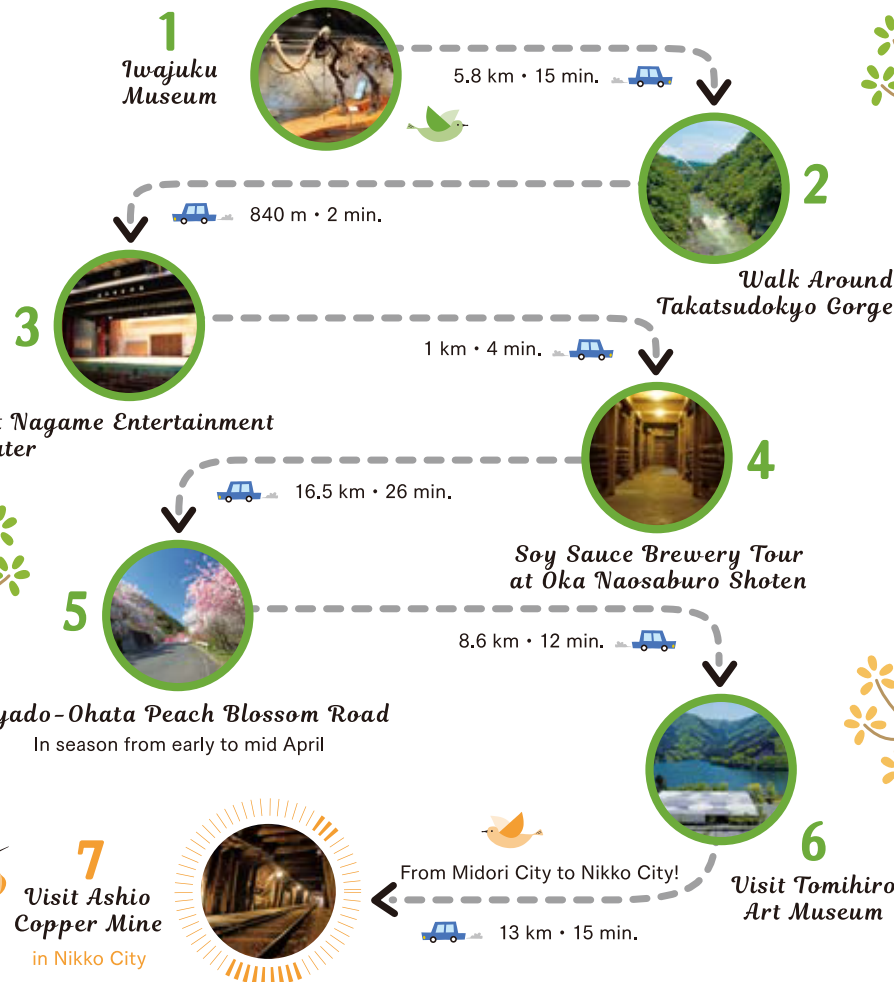 1
Iwajuku
Museum
5.8 km・15 min.
2
Walk Around
Takatsudokyo Gorge
840 m・2 min.
3
Nagame Entertainment
1 km・4 min.
4
Soy Sauce Brewery Tour
at Oka Naosaburo Shoten
16.5 km・26 min.
5
Peach Blossom Road
In season from early to mid April
8.6 km・12 min.
6
Visit Tomihiro
Art Museum
From Midori City to Nikko City!
13 km・15 min.
7
Visit Ashio
Copper Mine
in Nikko City